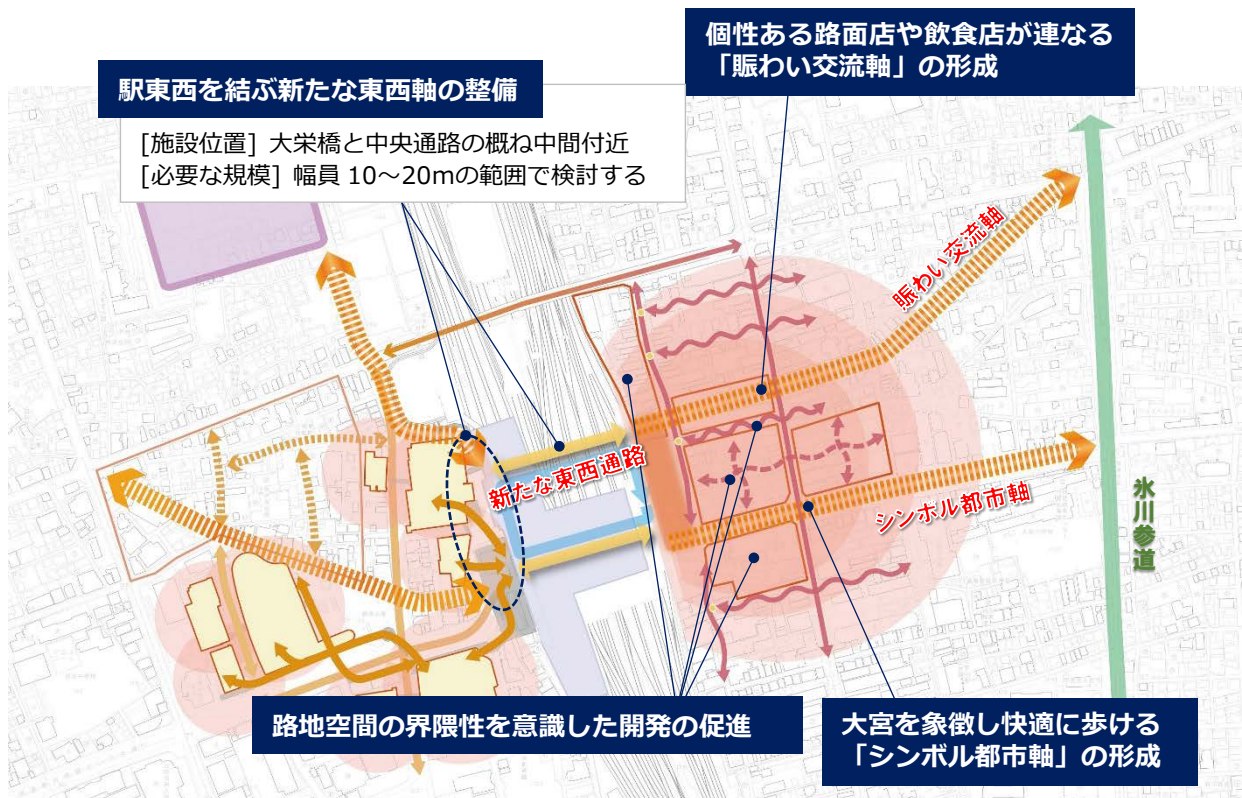 個性ある路面店や飲食店が連なる
「賑わい交流軸」の形成
駅東西を結ぶ新たな東西軸の整備
[施設位置] 大栄橋と中央通路の概ね中間付近
[必要な規模] 幅員 10～20mの範囲で検討する
賑わい交流軸
新たな東西通路
シンボル都市軸
氷川参道
路地空間の界隈性を意識した開発の促進
大宮を象徴し快適に歩ける
「シンボル都市軸」の形成